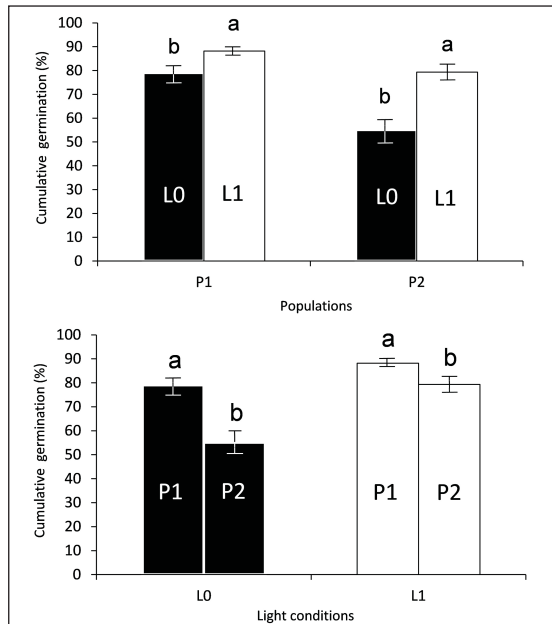 Cumulative germination (%)
100
90
80
70
60
50
40
30
20
10
0
b
a
b
a
L0
L1
L0
L1
P1
P2
Populations
Cumulative germination (%)
100
90
80
70
60
50
40
30
20
10
0
a
b
a
b
P1
P2
P1
P2
L0
L1
Light conditions